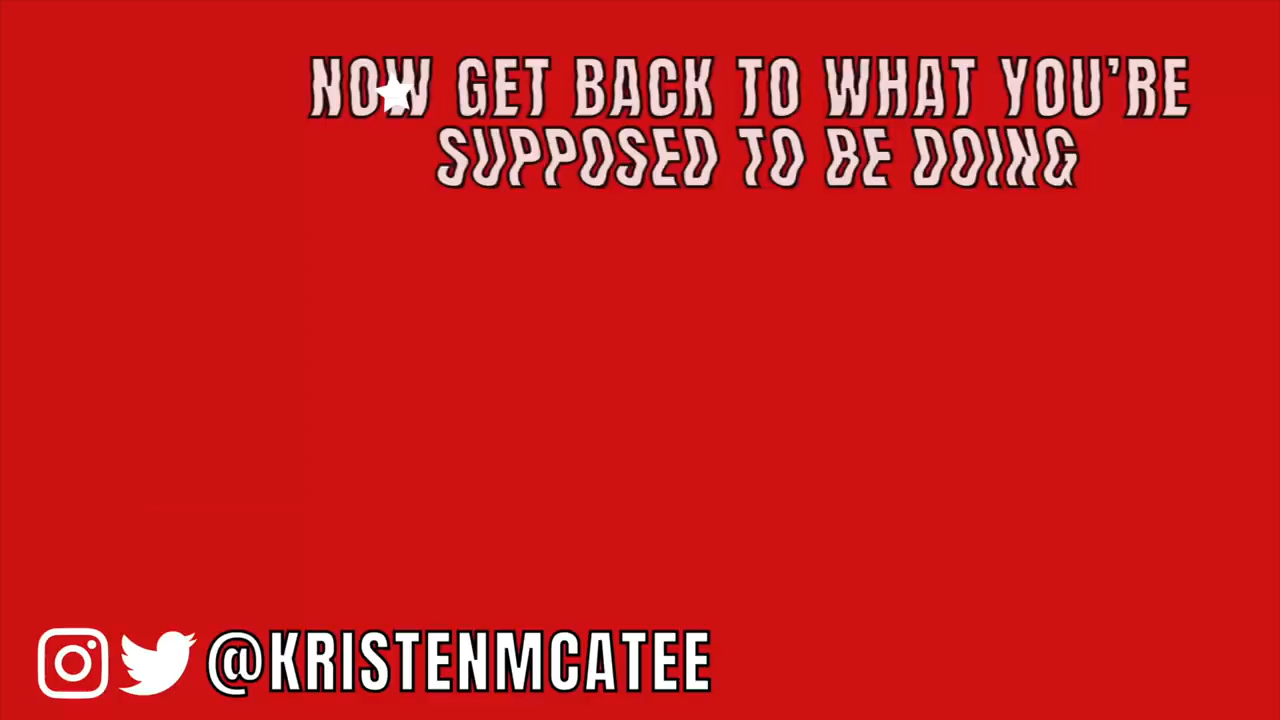 NOW GET BACK TO WHAT YOU'RE
SUPPOSED TO BE DOING
@KRISTENMCATEE